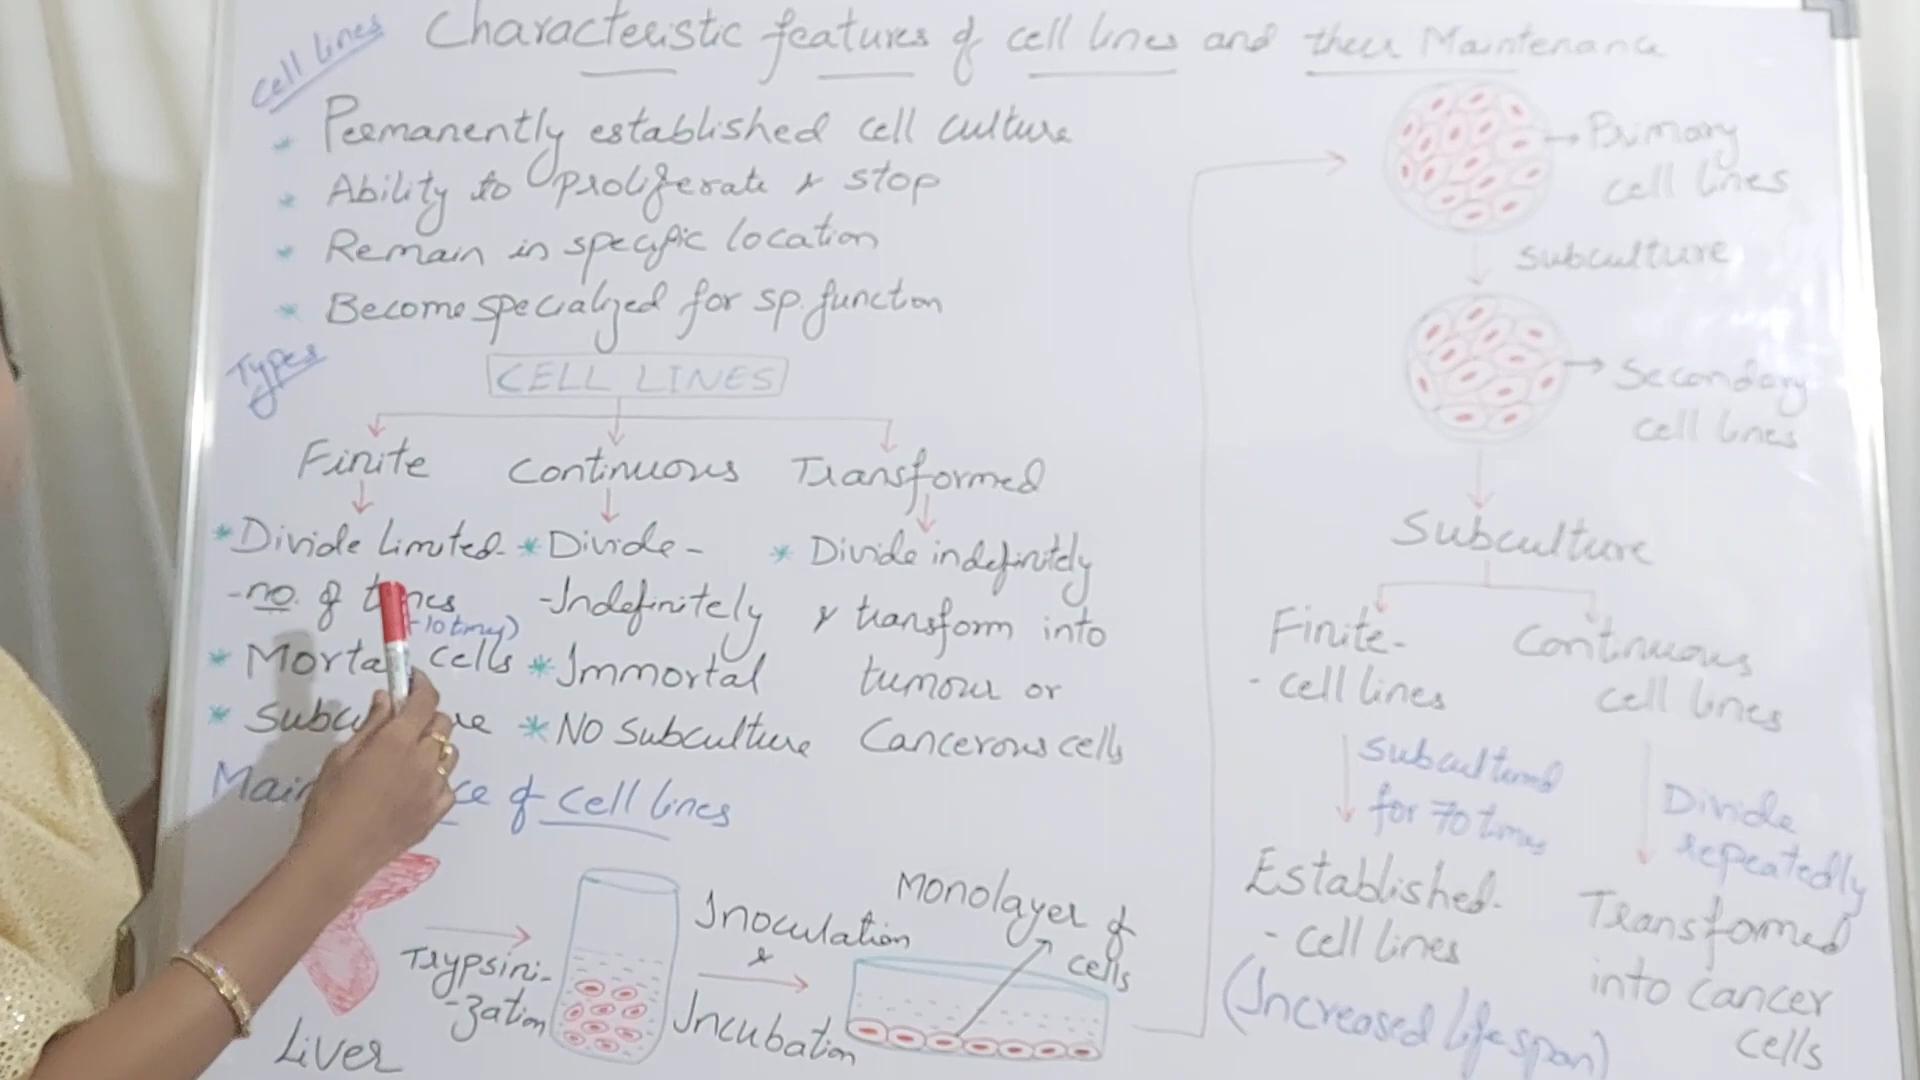 Cell lines
Characteristic features of cell lines and their Maintenance
* Permanently established cell culture
* Ability to proliferate & stop
* Remain in specific location
* Become specialized for sp. function
Types
CELL LINES
Finite
* Divide limited-
-no. of times
10 times)
* cells
*
Continuous
* Divide-
-Indefinitely
* Immortal
* NO Subculture
Transformed
* Divide indefinitely
& transform into
tumour or
Cancerous cells
of cell lines
Liver
Trypsini-
-zation
Inoculation
&
Incubation
Monolayer of
cells
Primary
cell lines
subculture
Secondary
cell lines
Subculture
Finite-
- cell lines
Subcultured
for 70 times
Established-
- cell lines
(Increased life span)
Continuous
cell lines
Divide
repeatedly
Transformed
into cancer
cells